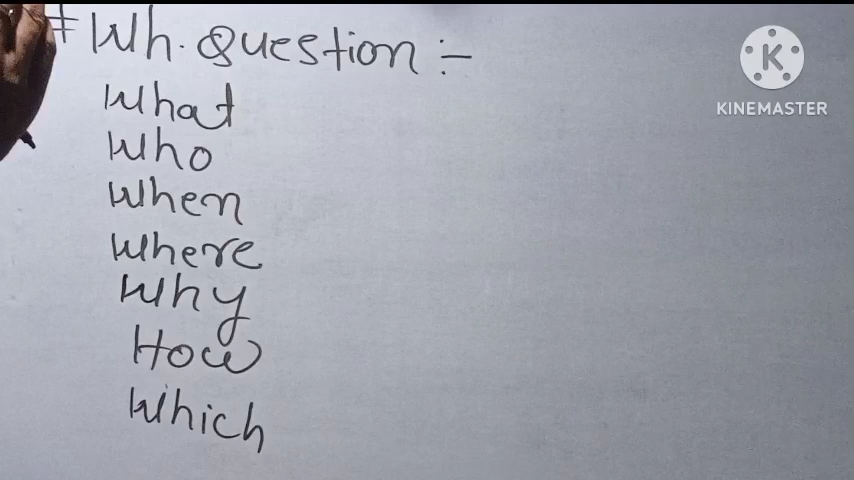 # Wh. Question :-
What
Who
When
Where
Why
How
Which
KINEMASTER